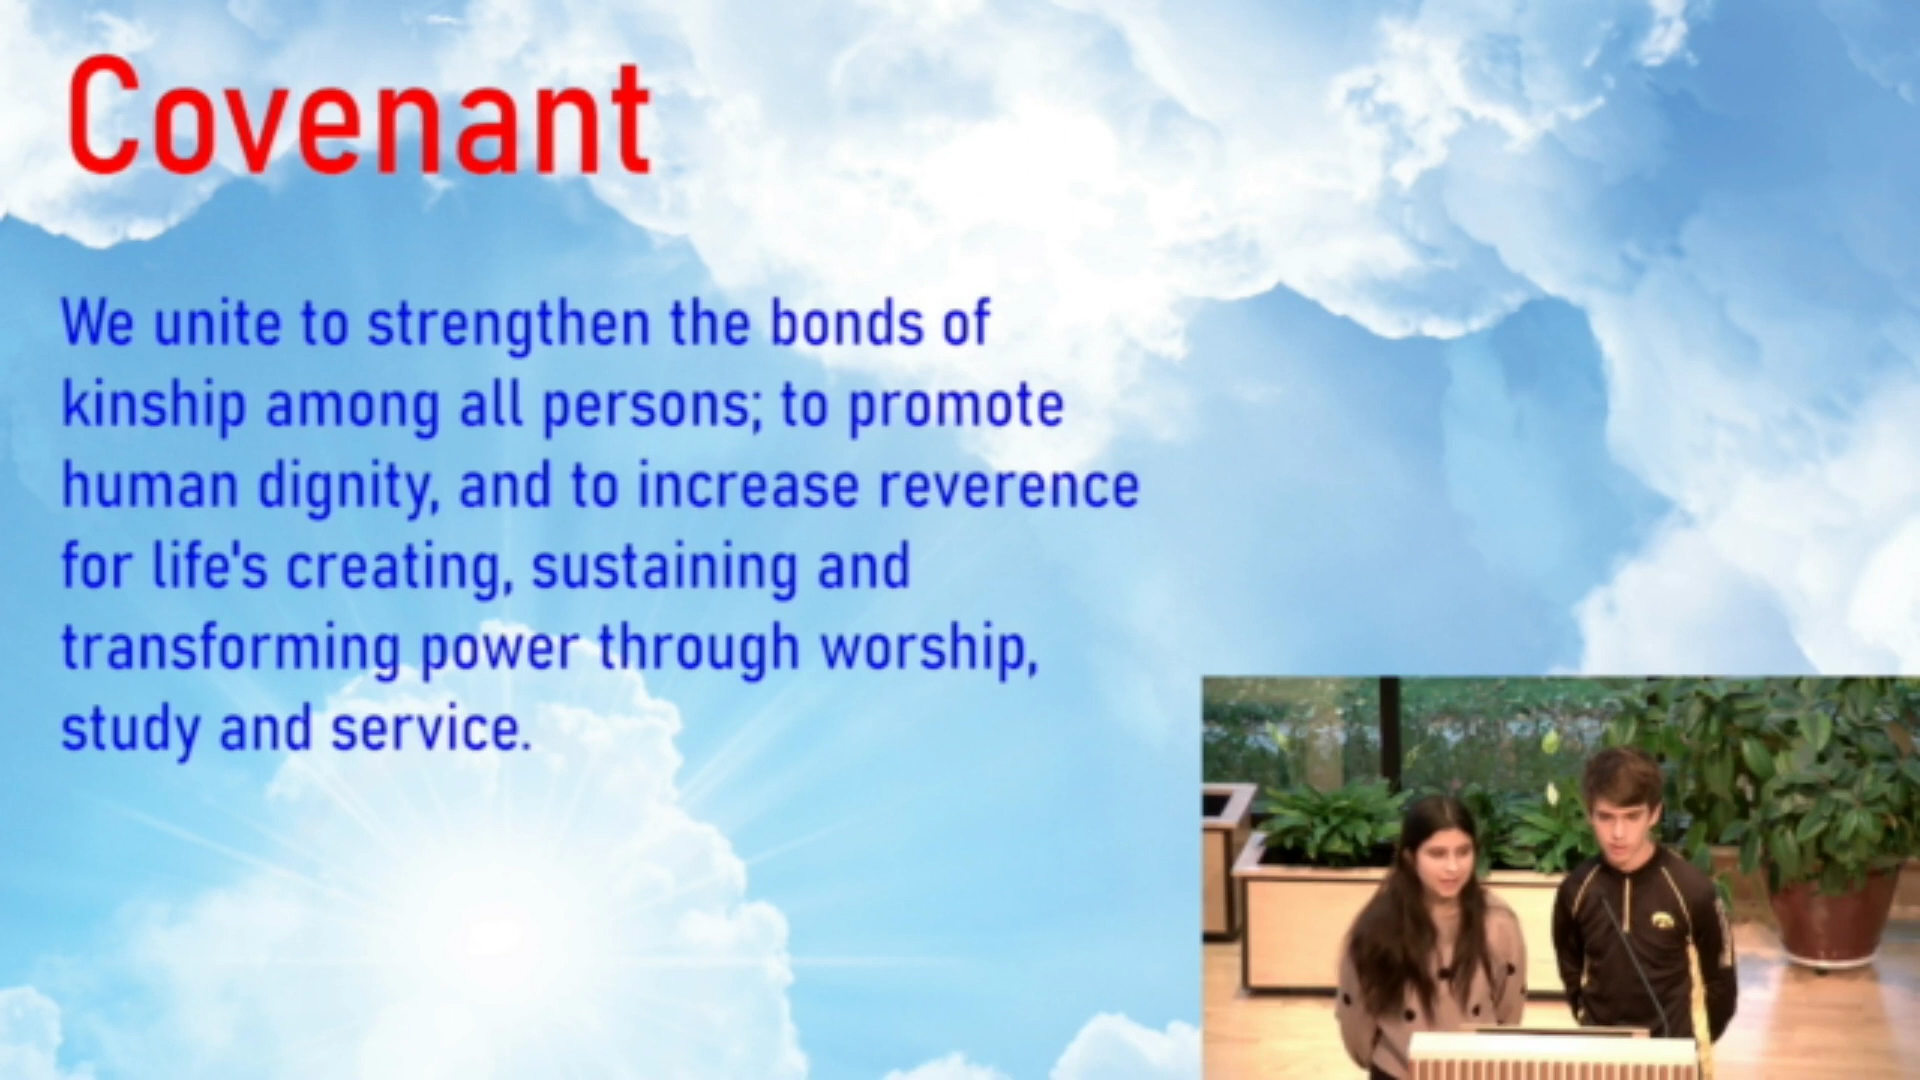 Covenant
We unite to strengthen the bonds of
kinship among all persons; to promote
human dignity, and to increase reverence
for life's creating, sustaining and
transforming power through worship,
study and service.